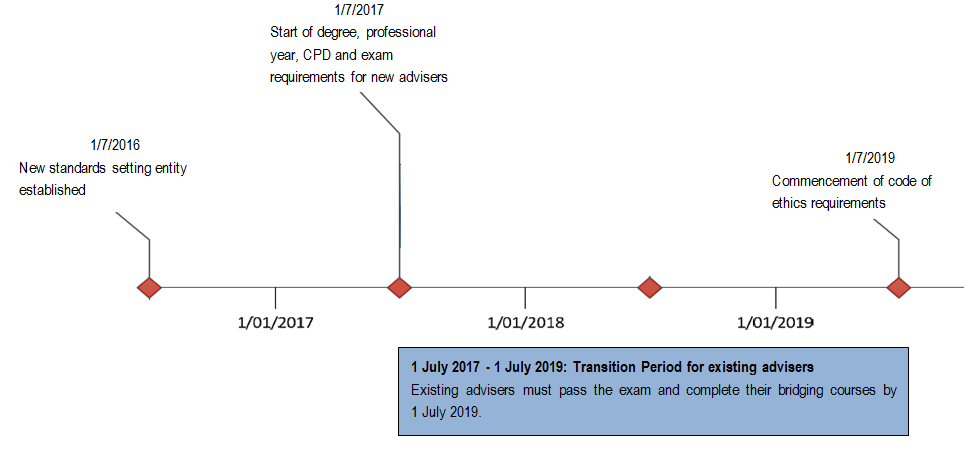 1/7/2017
Start of degree, professional
year, CPD and exam
requirements for new advisers
1/7/2016
New standards setting entity
established
1/7/2019
Commencement of code of
ethics requirements
1/01/2017
1/01/2018
1/01/2019
1 July 2017 - 1 July 2019: Transition Period for existing advisers
Existing advisers must pass the exam and complete their bridging courses by
1 July 2019.